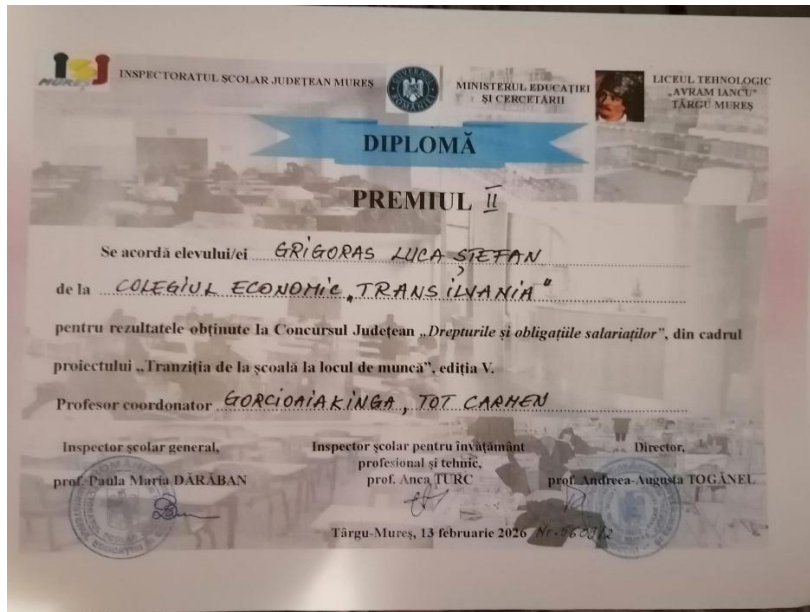 ISJ
MUREȘ
INSPECTORATUL ȘCOLAR JUDEȚEAN MUREȘ
MINISTERUL EDUCAȚIEI
ȘI CERCETĂRII
LICEUL TEHNOLOGIC
„AVRAM IANCU”
TÂRGU MUREȘ
DIPLOMĂ
PREMIUL II
Se acordă elevului/ei GRIGORAS LUCA ȘTEFAN
de la COLEGIUL ECONOMIC „TRANSILVANIA"
pentru rezultatele obținute la Concursul Județean „Drepturile și obligațiile salariaților”, din cadrul
proiectului „Tranziția de la școală la locul de muncă”, ediția V.
Profesor coordonator GORCIOAIA KINGA, TOT CARMEN
Inspector școlar general,
prof. Paula Maria DĂRĂBAN
Inspector școlar pentru învățământ
profesional și tehnic,
prof. Anca ȚURC
Director,
prof. Andreea-Augusta TOGĂNEL
Târgu-Mureș, 13 februarie 2026